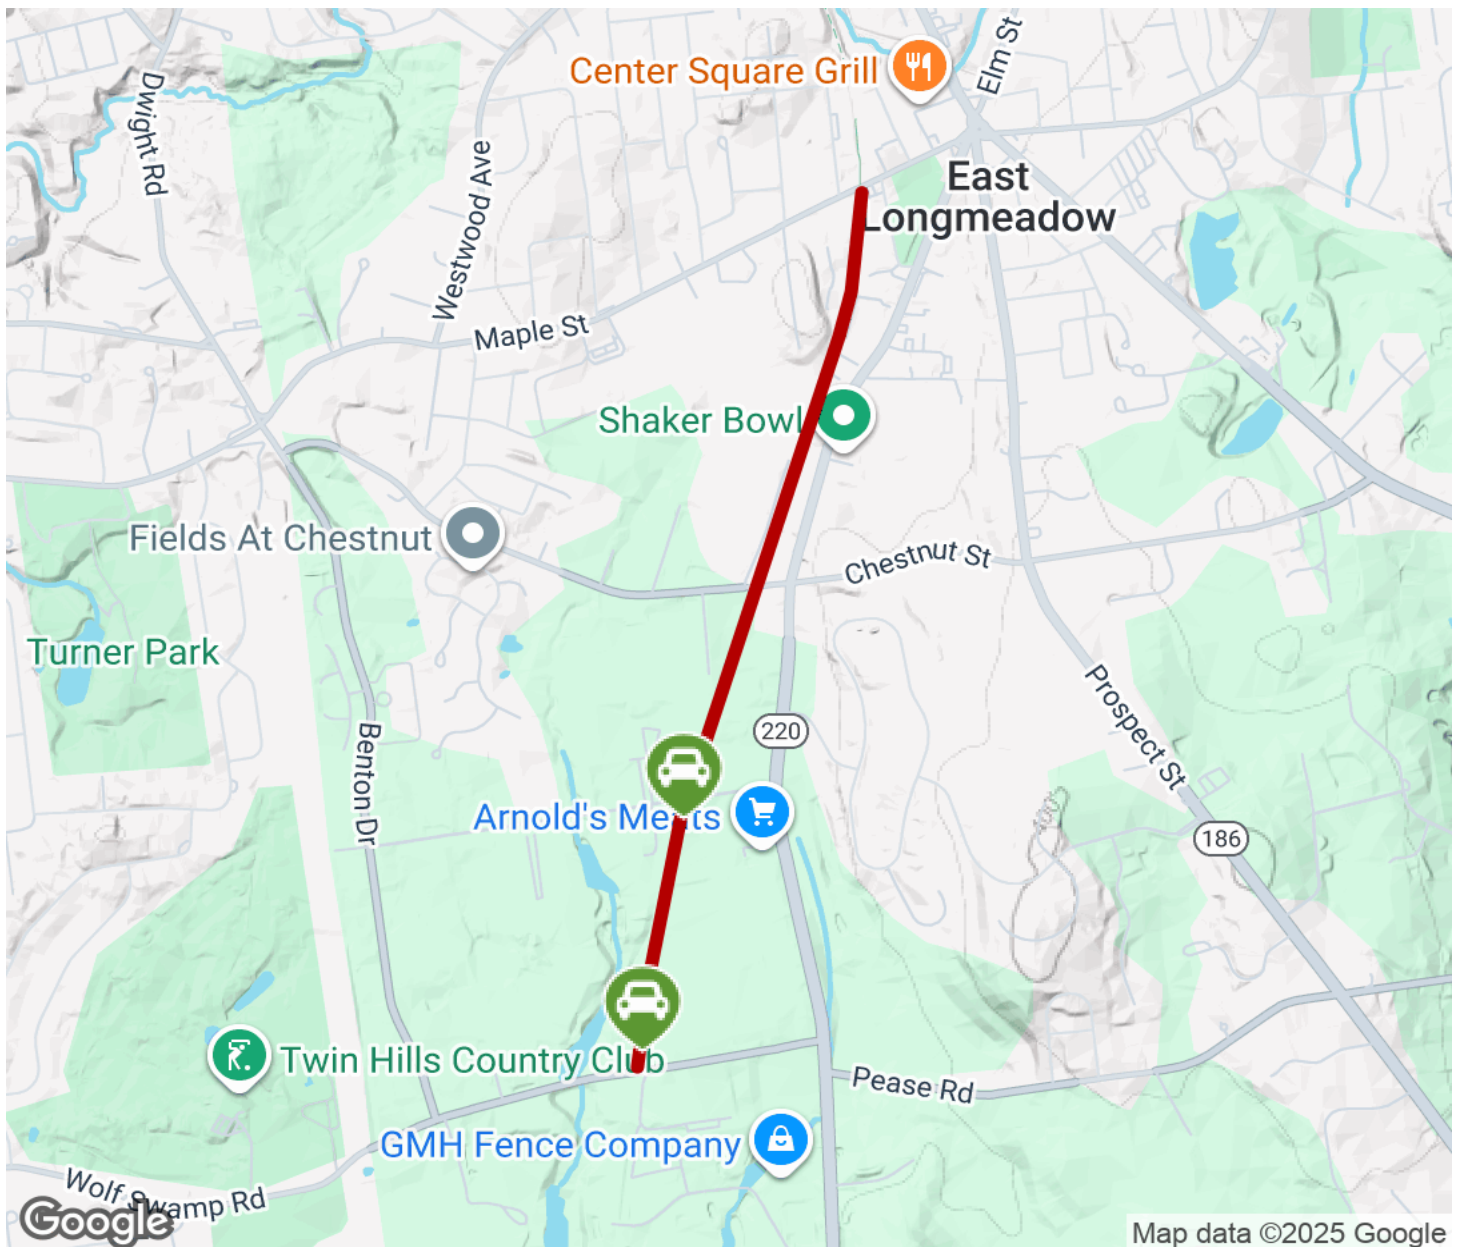 Center Square Grill
Elm St
Dwight Rd
Westwood Ave
East
Longmeadow
Maple St
Shaker Bowl
Fields At Chestnut
Chestnut St
Turner Park
Prospect St
220
Benton Dr
Arnold's Meats
186
Twin Hills Country Club
Pease Rd
GMH Fence Company
Wolf Swamp Rd
Google
Map data ©2025 Google